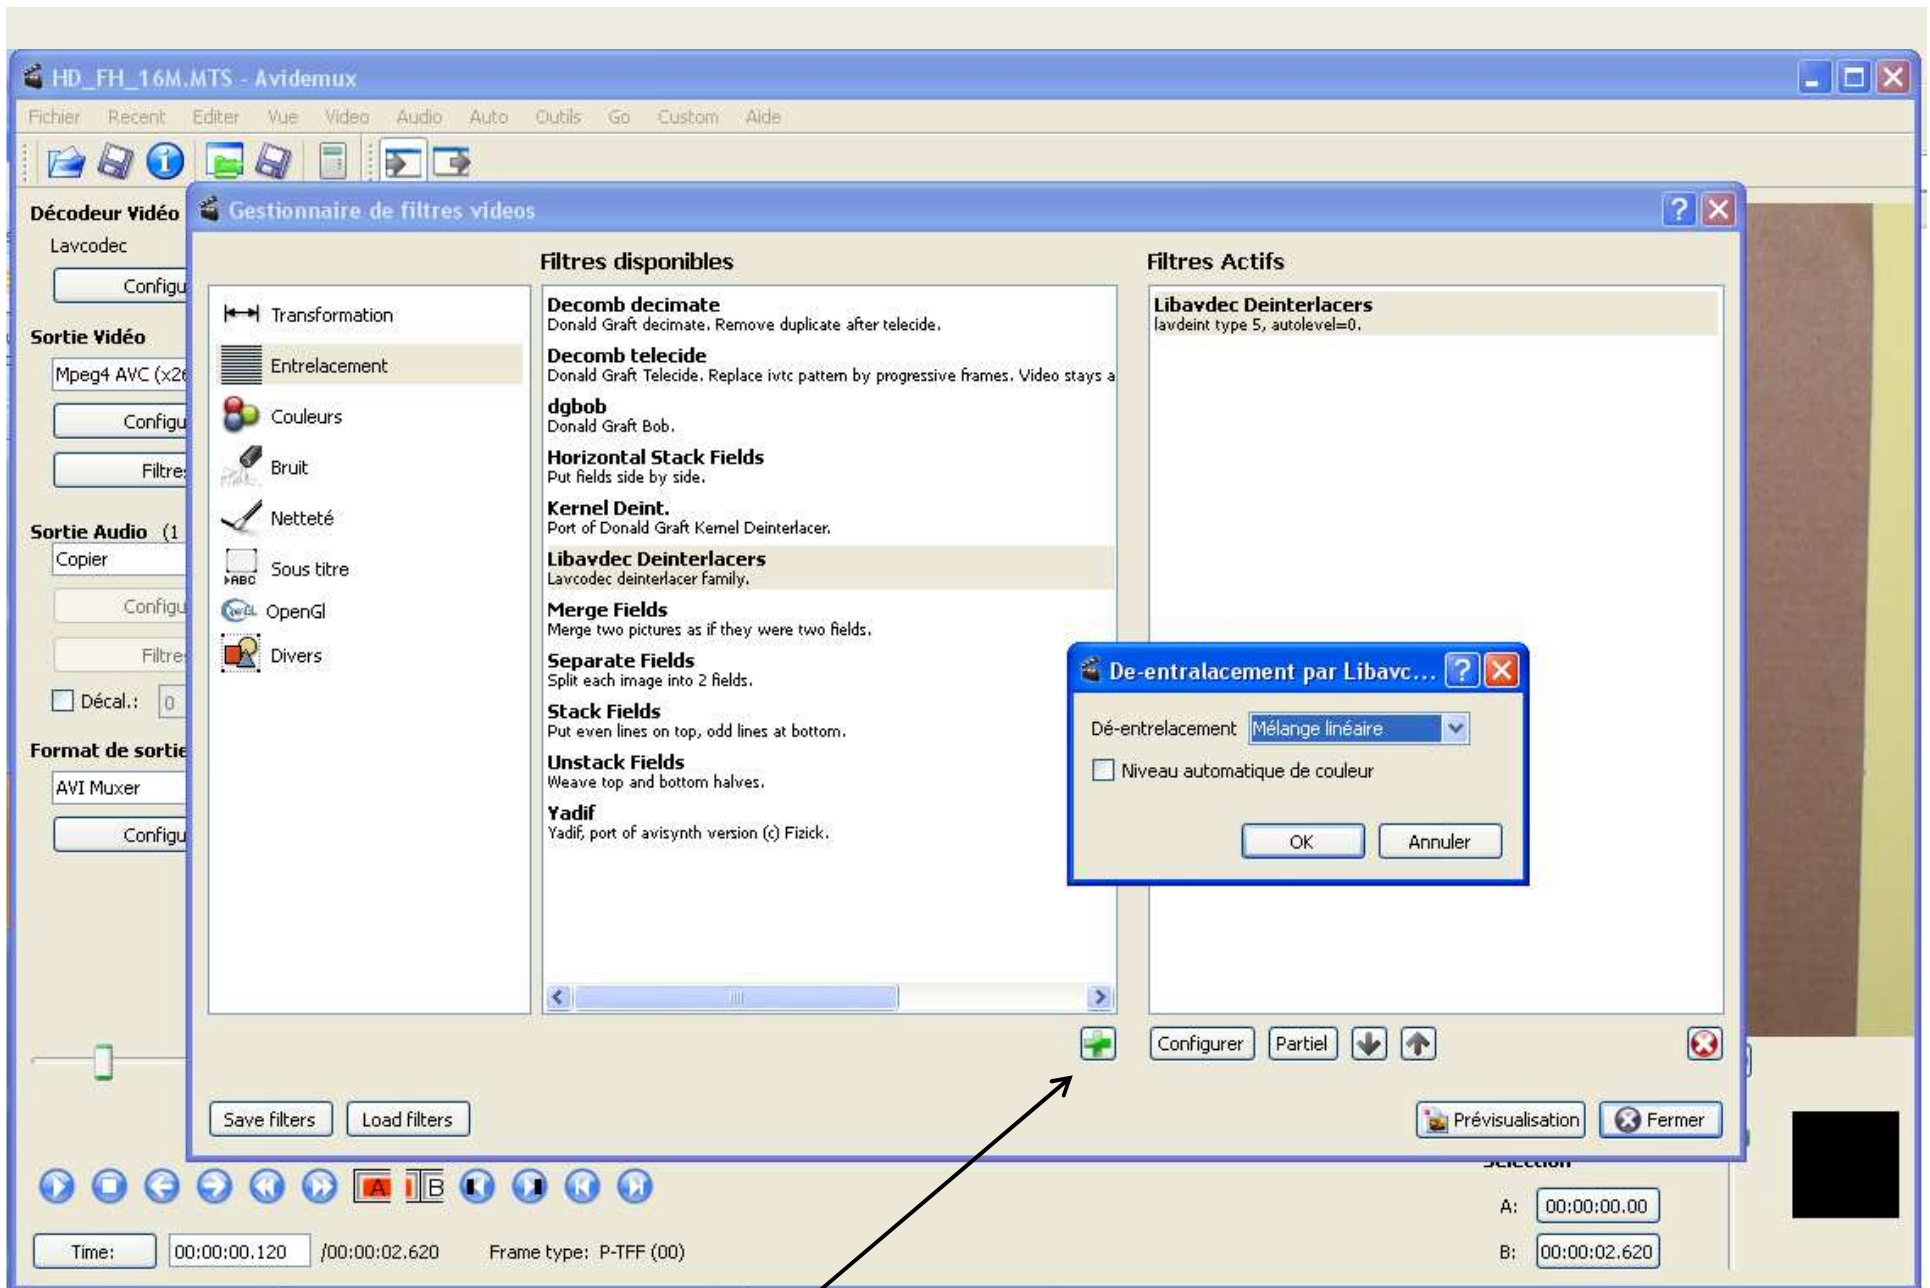 HD_FH_16M.MTS - Avidemux
Fichier Recent Editer Vue Video Audio Auto Outils Go Custom Aide
Décodeur Vidéo
Lavcodec
Configu
Sortie Vidéo
Mpeg4 AVC (x26
Configu
Filtres
Sortie Audio (1
Copier
Configu
Filtres
Décal.: 0
Format de sortie
AVI Muxer
Configu
Gestionnaire de filtres videos
Transformation
Entrelacement
Couleurs
Bruit
Netteté
ABC Sous titre
OpenGl
Divers
Filtres disponibles
Decomb decimate
Donald Graft decimate. Remove duplicate after telecide.
Decomb telecide
Donald Graft Telecide. Replace ivtc pattern by progressive frames. Video stays a
dgbob
Donald Graft Bob.
Horizontal Stack Fields
Put fields side by side.
Kernel Deint.
Port of Donald Graft Kernel Deinterlacer.
Libavdec Deinterlacers
Lavcodec deinterlacer family.
Merge Fields
Merge two pictures as if they were two fields.
Separate Fields
Split each image into 2 fields.
Stack Fields
Put even lines on top, odd lines at bottom.
Unstack Fields
Weave top and bottom halves.
Yadif
Yadif, port of avisynth version (c) Fizick.
Filtres Actifs
Libavdec Deinterlacers
lavdeint type 5, autolevel=0.
De-entralacement par Libavc...
Dé-entrelacement Mélange linéaire
Niveau automatique de couleur
OK Annuler
Configurer Partiel
Save filters Load filters
Prévisualisation Fermer
A B
Selection
A: 00:00:00.00
Time: 00:00:00.120 /00:00:02.620 Frame type: P-TFF (00)
B: 00:00:02.620